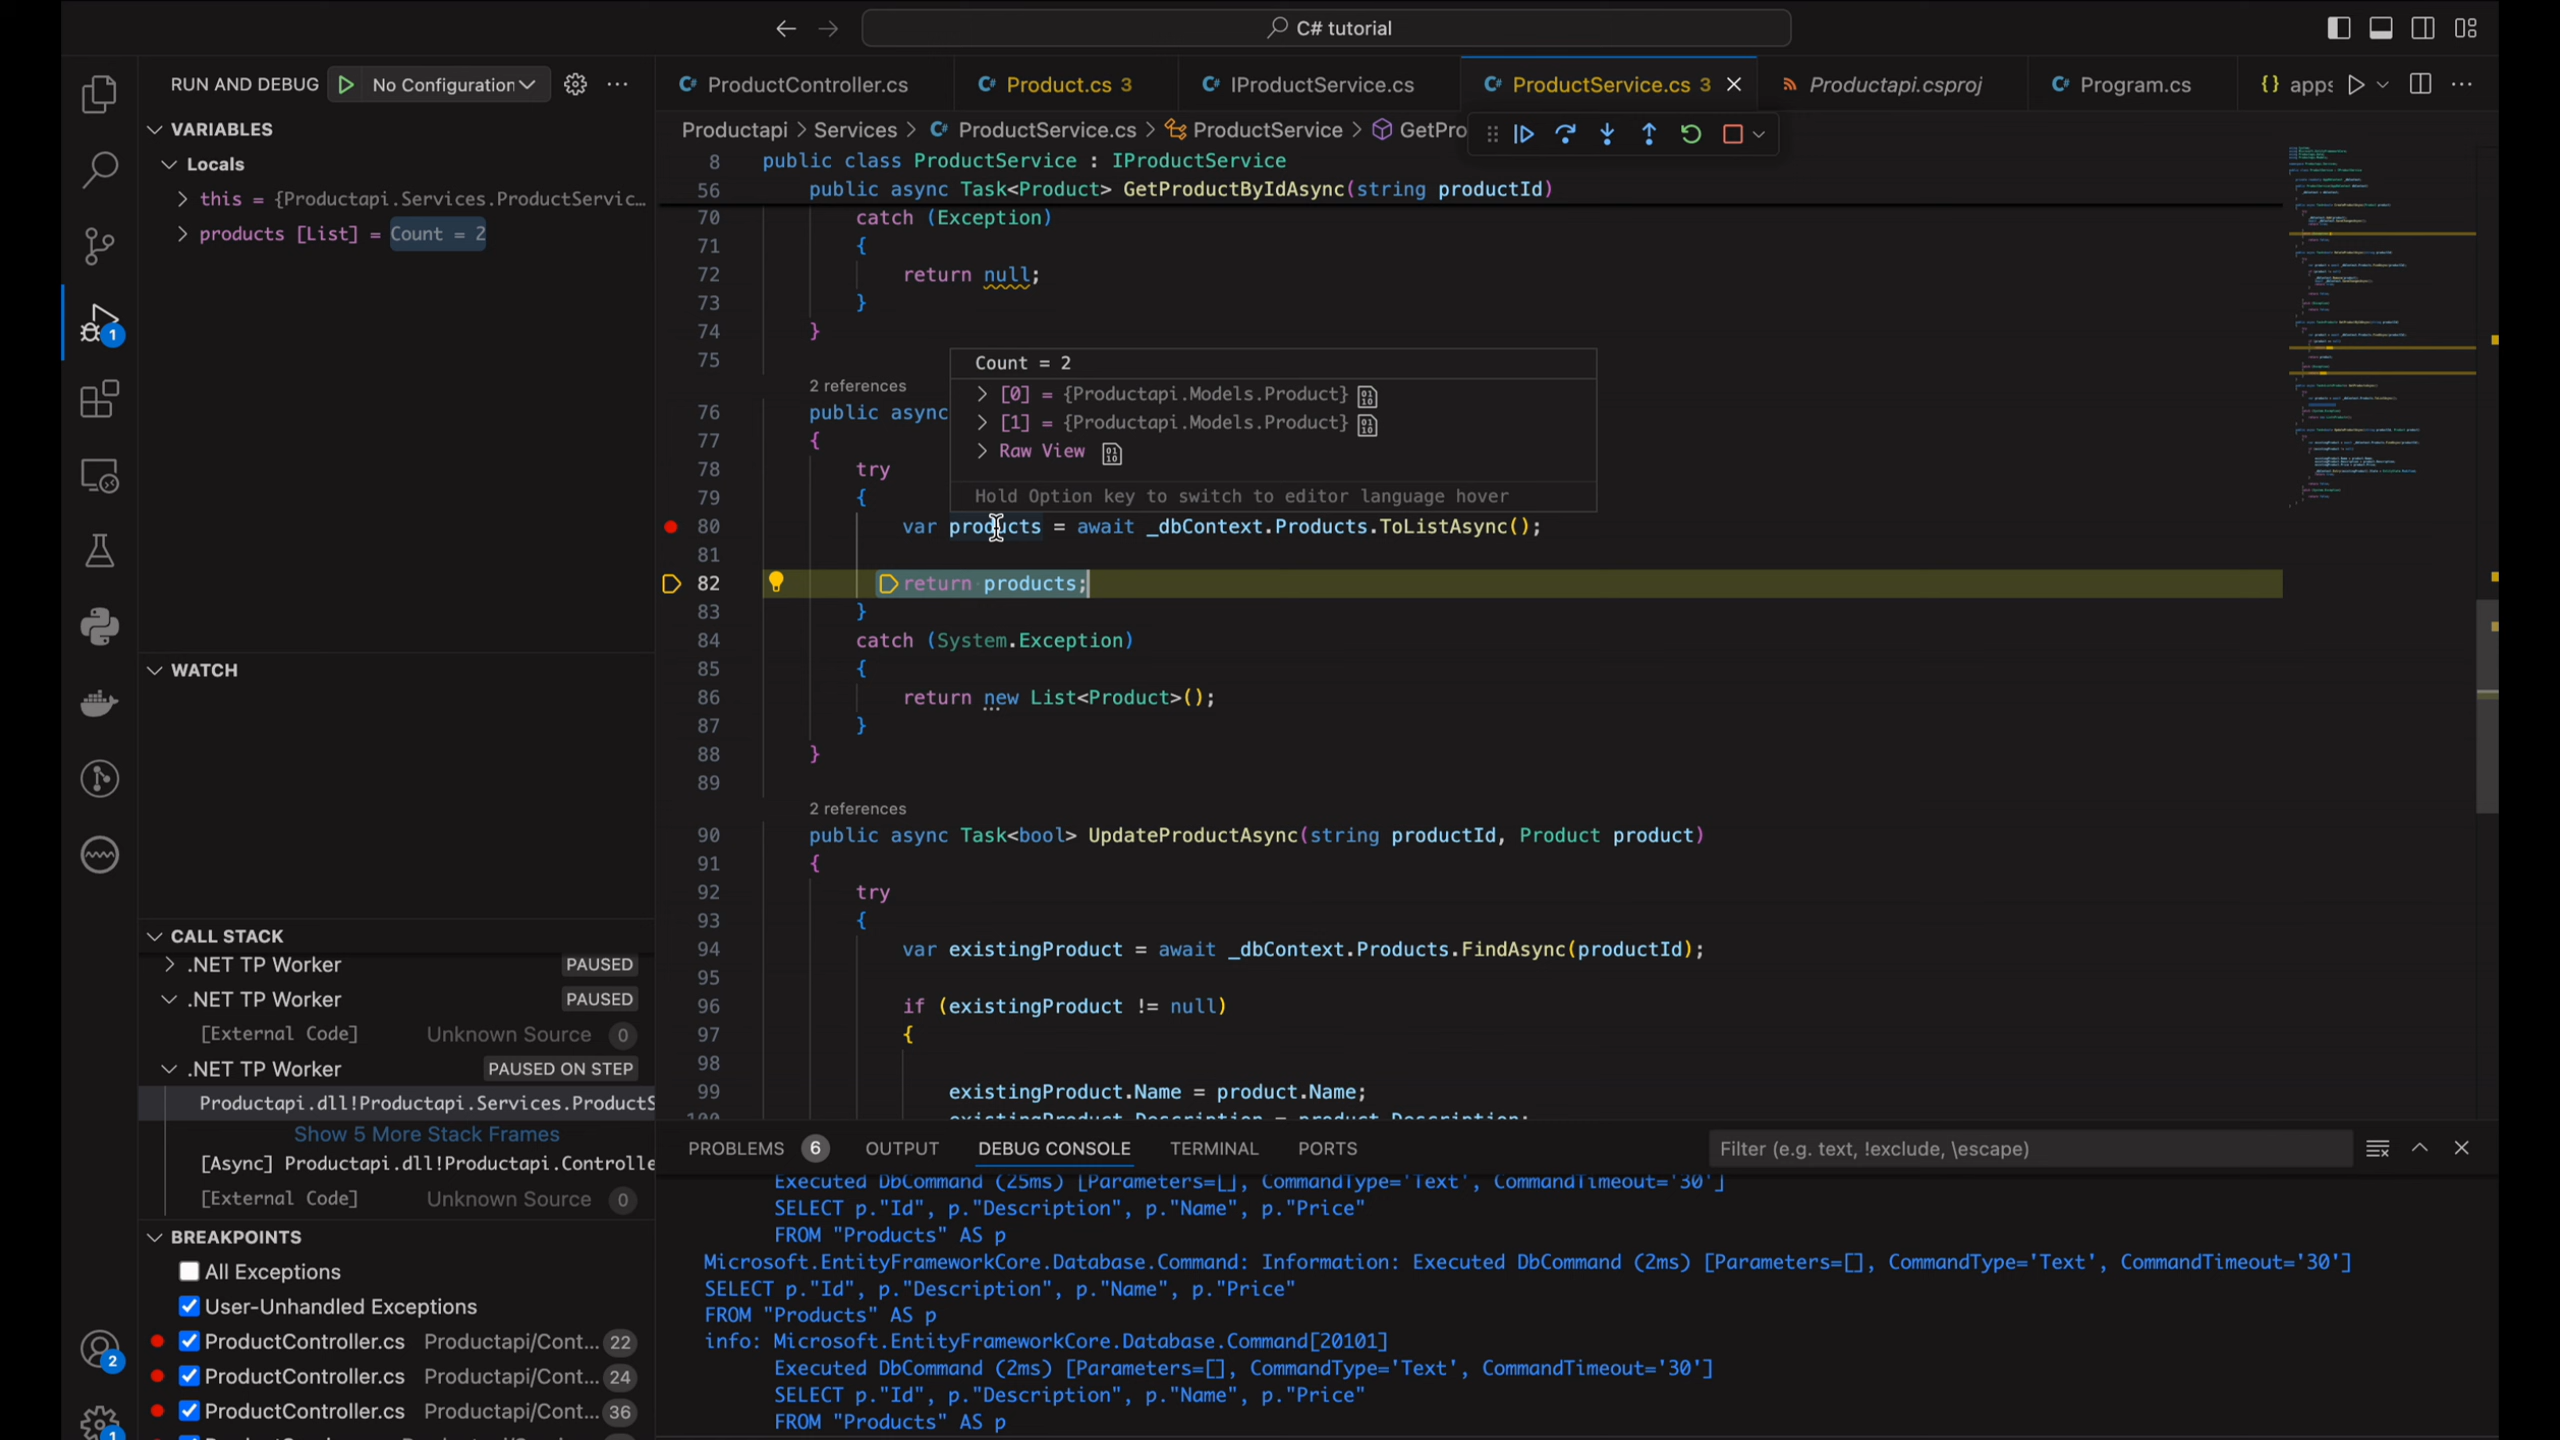 C# tutorial
RUN AND DEBUG No Configuration
VARIABLES
Locals
this = {Productapi.Services.ProductServic...
products [List] = Count = 2
WATCH
CALL STACK
.NET TP Worker PAUSED
.NET TP Worker PAUSED
[External Code] Unknown Source 0
.NET TP Worker PAUSED ON STEP
Productapi.dll!Productapi.Services.ProductS
Show 5 More Stack Frames
[Async] Productapi.dll!Productapi.Controlle
[External Code] Unknown Source 0
BREAKPOINTS
All Exceptions
User-Unhandled Exceptions
ProductController.cs Productapi/Cont... 22
ProductController.cs Productapi/Cont... 24
ProductController.cs Productapi/Cont... 36
1
2
1
ProductController.cs Product.cs 3 IProductService.cs ProductService.cs 3 Productapi.csproj Program.cs {} apps
Productapi > Services > ProductService.cs > ProductService > GetPro
8 public class ProductService : IProductService
56 public async Task<Product> GetProductByIdAsync(string productId)
70 catch (Exception)
71 {
72 return null;
73 }
74 }
75
Count = 2
[0] = {Productapi.Models.Product}
[1] = {Productapi.Models.Product}
Raw View
Hold Option key to switch to editor language hover
2 references
76 public async
77 {
78 try
79 {
80 var products = await _dbContext.Products.ToListAsync();
81
82 return products;
83 }
84 catch (System.Exception)
85 {
86 return new List<Product>();
87 }
88 }
89
2 references
90 public async Task<bool> UpdateProductAsync(string productId, Product product)
91 {
92 try
93 {
94 var existingProduct = await _dbContext.Products.FindAsync(productId);
95
96 if (existingProduct != null)
97 {
98
99 existingProduct.Name = product.Name;
100 existingProduct.Description = product.Description;
PROBLEMS 6 OUTPUT DEBUG CONSOLE TERMINAL PORTS Filter (e.g. text, !exclude, \escape)
Executed DbCommand (25ms) [Parameters=[], CommandType='Text', CommandTimeout='30']
SELECT p."Id", p."Description", p."Name", p."Price"
FROM "Products" AS p
Microsoft.EntityFrameworkCore.Database.Command: Information: Executed DbCommand (2ms) [Parameters=[], CommandType='Text', CommandTimeout='30']
SELECT p."Id", p."Description", p."Name", p."Price"
FROM "Products" AS p
info: Microsoft.EntityFrameworkCore.Database.Command[20101]
Executed DbCommand (2ms) [Parameters=[], CommandType='Text', CommandTimeout='30']
SELECT p."Id", p."Description", p."Name", p."Price"
FROM "Products" AS p